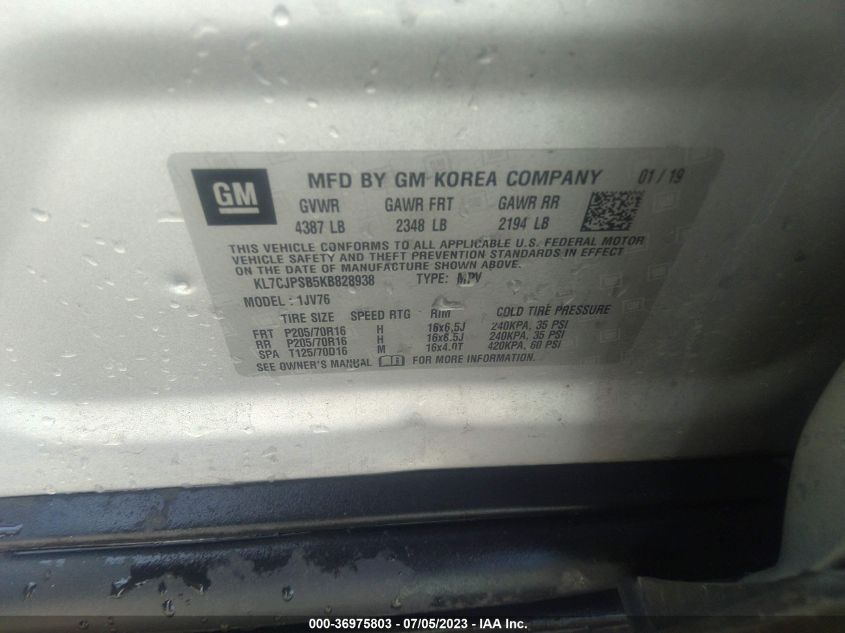 GM
MFD BY GM KOREA COMPANY 01 / 19
GVWR GAWR FRT GAWR RR
4387 LB 2348 LB 2194 LB
THIS VEHICLE CONFORMS TO ALL APPLICABLE U.S. FEDERAL MOTOR
VEHICLE SAFETY AND THEFT PREVENTION STANDARDS IN EFFECT
ON THE DATE OF MANUFACTURE SHOWN ABOVE.
KL7CJPSB5KB828938 TYPE: MPV
MODEL : 1JV76
TIRE SIZE SPEED RTG RIM COLD TIRE PRESSURE
FRT P205/70R16 H 16x6.5J 240KPA, 35 PSI
RR P205/70R16 H 16x6.5J 240KPA, 35 PSI
SPA T125/70D16 M 16x4.0T 420KPA, 60 PSI
SEE OWNER'S MANUAL FOR MORE INFORMATION.
000-36975803 - 07/05/2023 - IAA Inc.